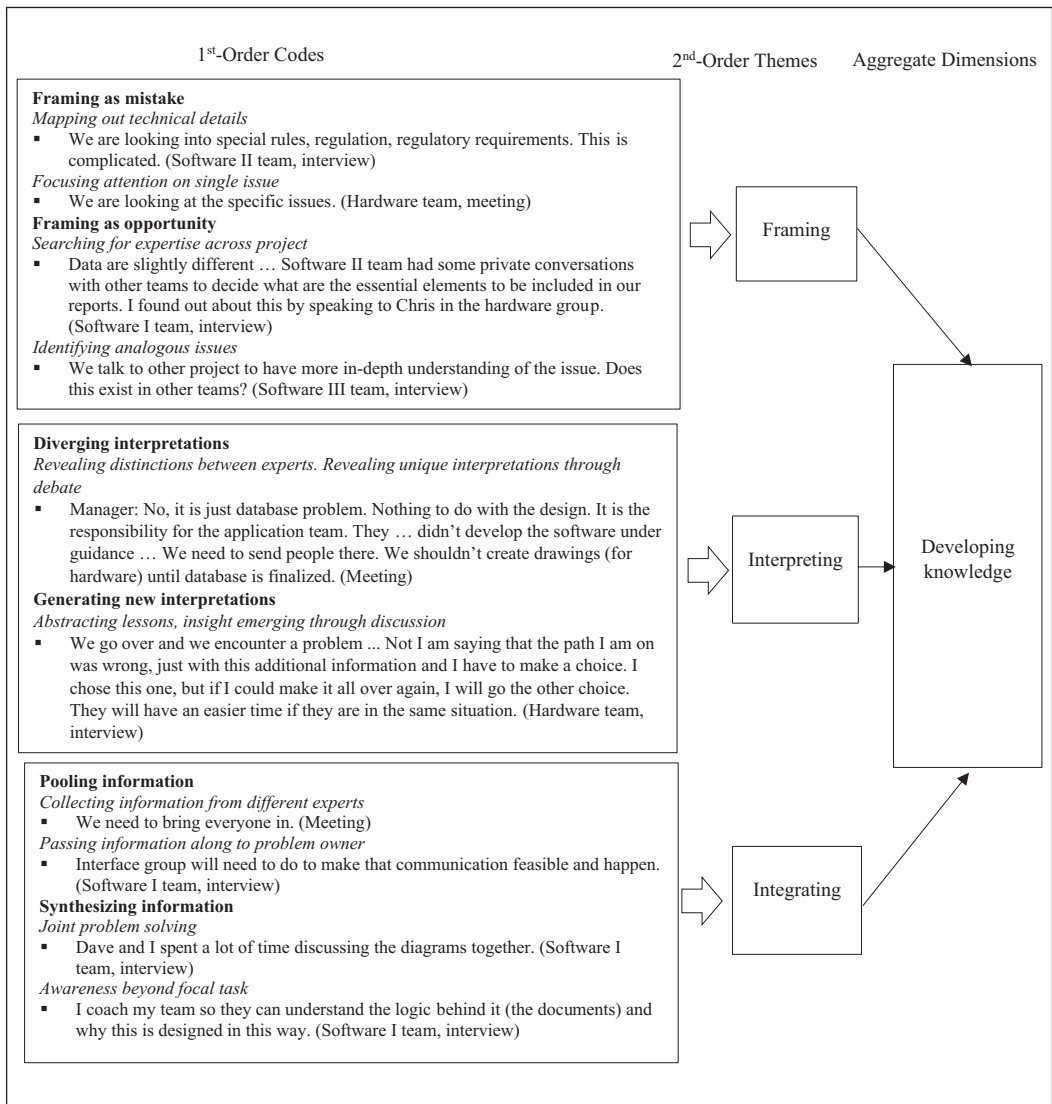 1st-Order Codes
2nd-Order Themes
Aggregate Dimensions
Framing as mistake
Mapping out technical details
▪ We are looking into special rules, regulation, regulatory requirements. This is
complicated. (Software II team, interview)
Focusing attention on single issue
▪ We are looking at the specific issues. (Hardware team, meeting)
Framing as opportunity
Searching for expertise across project
▪ Data are slightly different … Software II team had some private conversations
with other teams to decide what are the essential elements to be included in our
reports. I found out about this by speaking to Chris in the hardware group.
(Software I team, interview)
Identifying analogous issues
▪ We talk to other project to have more in-depth understanding of the issue. Does
this exist in other teams? (Software III team, interview)
Framing
Diverging interpretations
Revealing distinctions between experts. Revealing unique interpretations through
debate
▪ Manager: No, it is just database problem. Nothing to do with the design. It is the
responsibility for the application team. They … didn’t develop the software under
guidance … We need to send people there. We shouldn’t create drawings (for
hardware) until database is finalized. (Meeting)
Generating new interpretations
Abstracting lessons, insight emerging through discussion
▪ We go over and we encounter a problem ... Not I am saying that the path I am on
was wrong, just with this additional information and I have to make a choice. I
chose this one, but if I could make it all over again, I will go the other choice.
They will have an easier time if they are in the same situation. (Hardware team,
interview)
Interpreting
Developing
knowledge
Pooling information
Collecting information from different experts
▪ We need to bring everyone in. (Meeting)
Passing information along to problem owner
▪ Interface group will need to do to make that communication feasible and happen.
(Software I team, interview)
Synthesizing information
Joint problem solving
▪ Dave and I spent a lot of time discussing the diagrams together. (Software I
team, interview)
Awareness beyond focal task
▪ I coach my team so they can understand the logic behind it (the documents) and
why this is designed in this way. (Software I team, interview)
Integrating